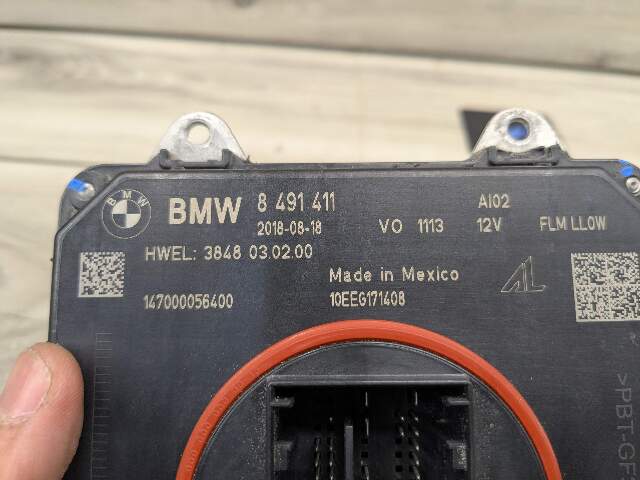 BMW
BMW 8 491 411
2018-08-18
VO 1113
AI02
12V
FLM LL0W
HWEL: 3848 03.02.00
Made in Mexico
AL
147000056400
10EEG171408
>PBT-GF